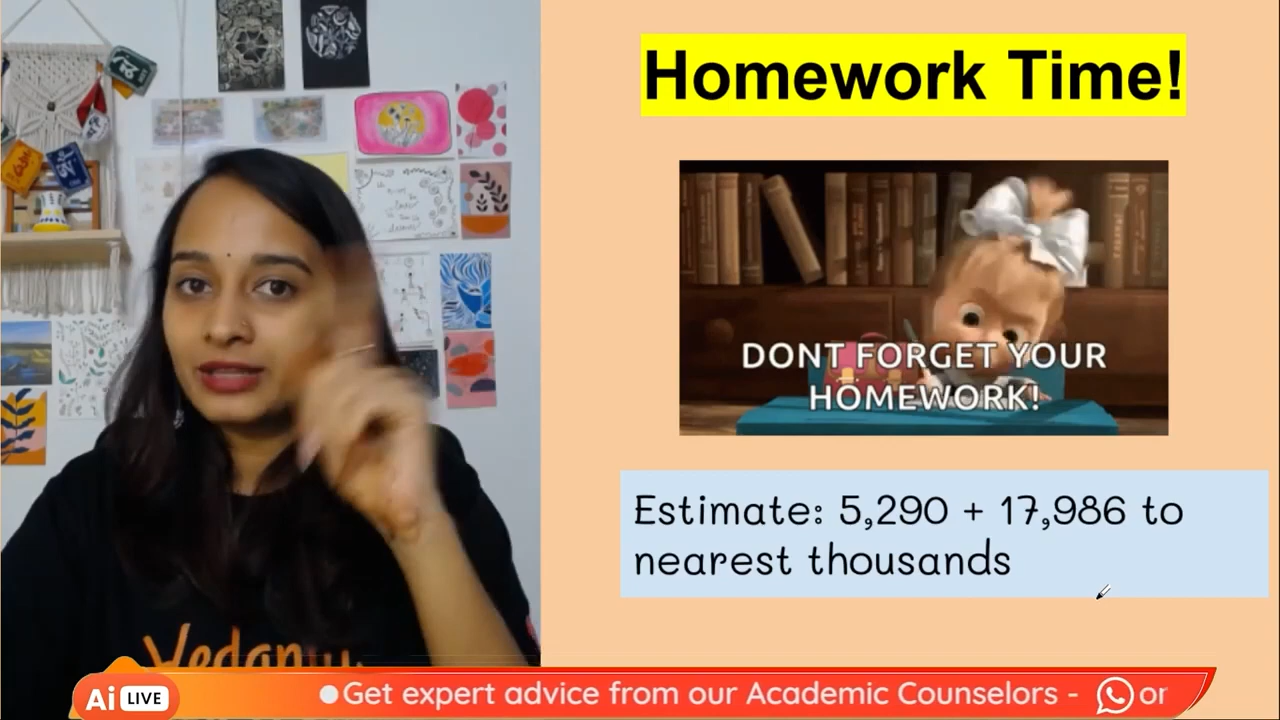 Homework Time!
DONT FORGET YOUR
HOMEWORK!
Estimate: 5,290 + 17,986 to
nearest thousands
Vedantu
Ai LIVE
Get expert advice from our Academic Counselors - or